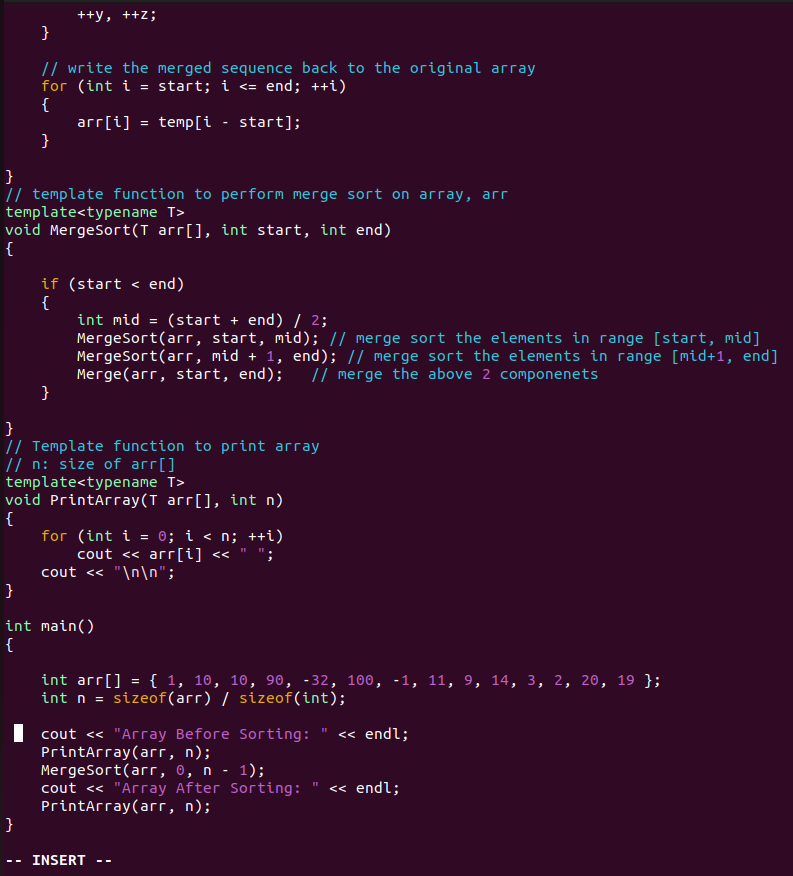 ++y, ++z;
    }

    // write the merged sequence back to the original array
    for (int i = start; i <= end; ++i)
    {
        arr[i] = temp[i - start];
    }

}
// template function to perform merge sort on array, arr
template<typename T>
void MergeSort(T arr[], int start, int end)
{

    if (start < end)
    {
        int mid = (start + end) / 2;
        MergeSort(arr, start, mid); // merge sort the elements in range [start, mid]
        MergeSort(arr, mid + 1, end); // merge sort the elements in range [mid+1, end]
        Merge(arr, start, end);   // merge the above 2 componenets
    }

}
// Template function to print array
// n: size of arr[]
template<typename T>
void PrintArray(T arr[], int n)
{
    for (int i = 0; i < n; ++i)
        cout << arr[i] << " ";
    cout << "\n\n";
}

int main()
{

    int arr[] = { 1, 10, 10, 90, -32, 100, -1, 11, 9, 14, 3, 2, 20, 19 };
    int n = sizeof(arr) / sizeof(int);

    cout << "Array Before Sorting: " << endl;
    PrintArray(arr, n);
    MergeSort(arr, 0, n - 1);
    cout << "Array After Sorting: " << endl;
    PrintArray(arr, n);
}

-- INSERT --